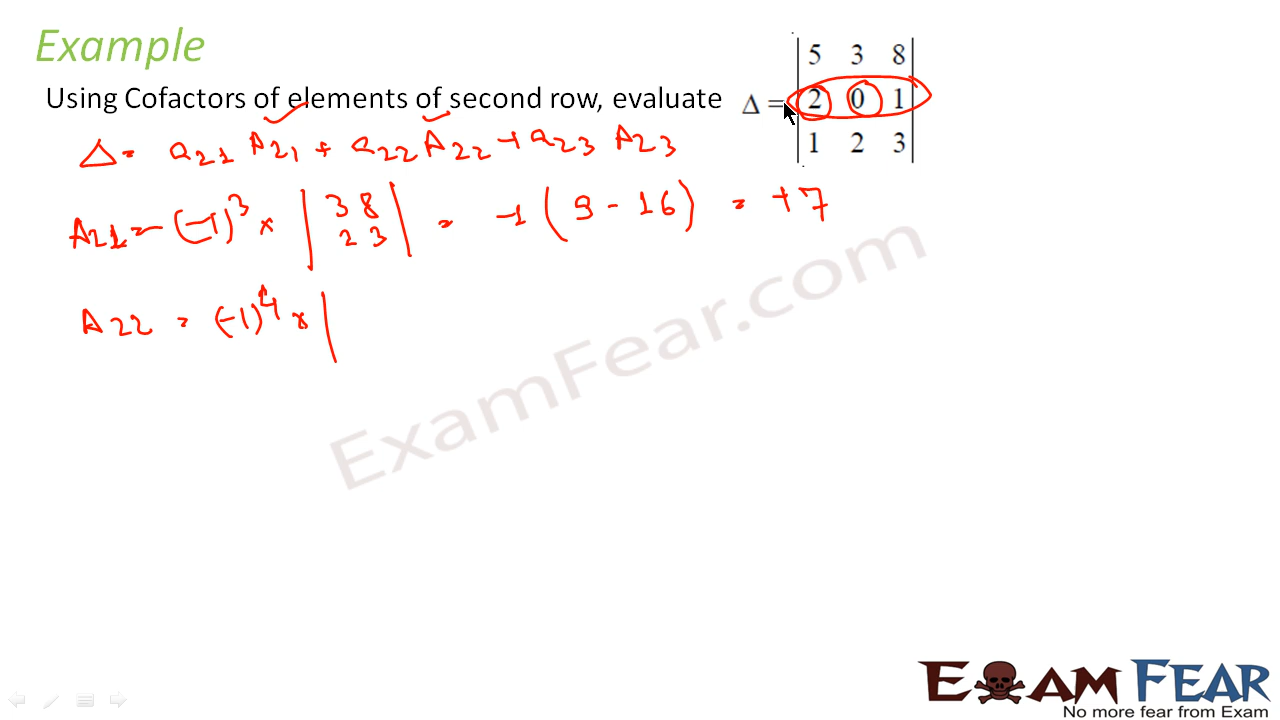 Example
Using Cofactors of elements of second row, evaluate Δ =
5 3 8
2 0 1
1 2 3
Δ = a21 A21 + a22 A22 + a23 A23
A21 = (-1)^3 × | 3 8 | = -1 ( 9 - 16 ) = +7
2 3
A22 = (-1)^4 × |
ExamFear.com
EXAM FEAR
No more fear from Exam